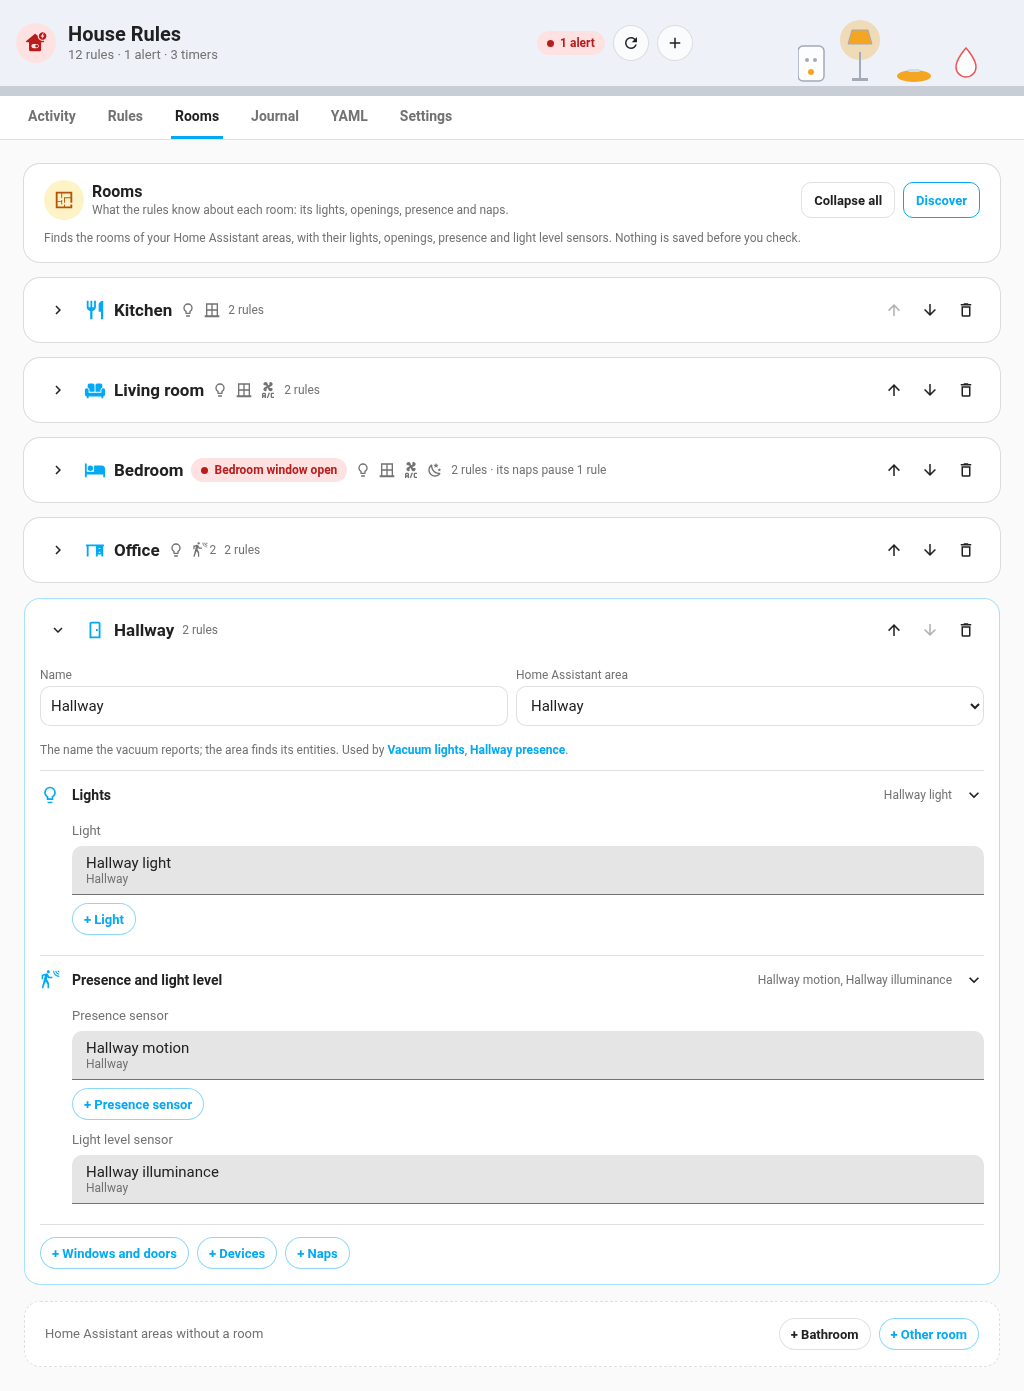 House Rules
12 rules · 1 alert · 3 timers
1 alert
Activity
Rules
Rooms
Journal
YAML
Settings
Rooms
What the rules know about each room: its lights, openings, presence and naps.
Collapse all
Discover
Finds the rooms of your Home Assistant areas, with their lights, openings, presence and light level sensors. Nothing is saved before you check.
Kitchen
2 rules
Living room
A/C
2 rules
Bedroom
Bedroom window open
A/C
2 rules · its naps pause 1 rule
Office
2
2 rules
Hallway
2 rules
Name
Home Assistant area
Hallway
Hallway
The name the vacuum reports; the area finds its entities. Used by Vacuum lights, Hallway presence.
Lights
Hallway light
Light
Hallway light
Hallway
+ Light
Presence and light level
Hallway motion, Hallway illuminance
Presence sensor
Hallway motion
Hallway
+ Presence sensor
Light level sensor
Hallway illuminance
Hallway
+ Windows and doors
+ Devices
+ Naps
Home Assistant areas without a room
+ Bathroom
+ Other room